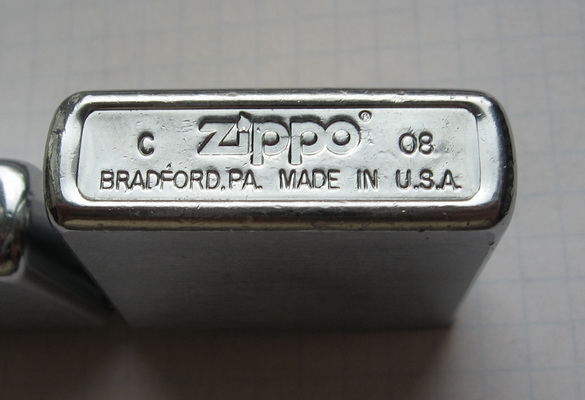 C Zippo® 08
BRADFORD,PA. MADE IN U.S.A.